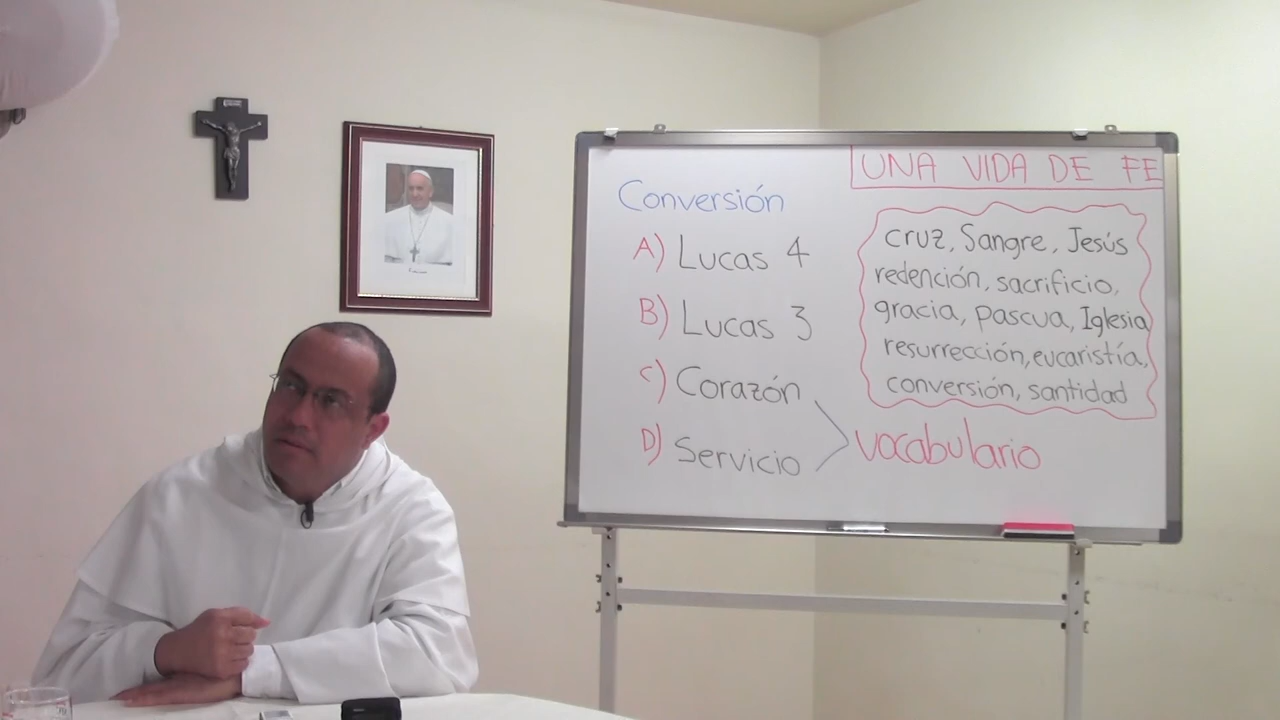 UNA VIDA DE FE
Conversión
A) Lucas 4
B) Lucas 3
C) Corazón
D) Servicio
cruz, Sangre, Jesús
redención, sacrificio,
gracia, pascua, Iglesia
resurrección, eucaristía,
conversión, santidad
vocabulario